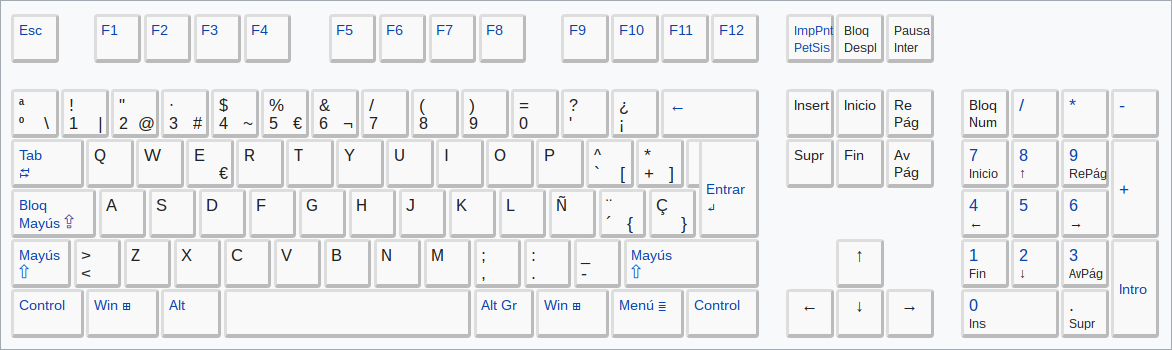 Esc F1 F2 F3 F4 F5 F6 F7 F8 F9 F10 F11 F12 ImpPnt Bloq Pausa
PetSis Despl Inter
ª ! " · $ % & / ( ) = ? ¿ ← Insert Inicio Re Bloq / * -
º \ 1 | 2 @ 3 # 4 ~ 5 € 6 ¬ 7 8 9 0 ' ¡ Pág Num
Tab Q W E R T Y U I O P ^ * Supr Fin Av 7 8 9
↹ € ` [ + ] Pág Inicio ↑ RePág
Entrar +
Bloq A S D F G H J K L Ñ ¨ Ç ↲ 4 5 6
Mayús ⇪ ´ { } ← →
Mayús > Z X C V B N M ; : _ Mayús ↑ 1 2 3
⇧ < , . - ⇧ Fin ↓ AvPág
Intro
Control Win ⊞ Alt Alt Gr Win ⊞ Menú ≣ Control ← ↓ → 0 .
Ins Supr